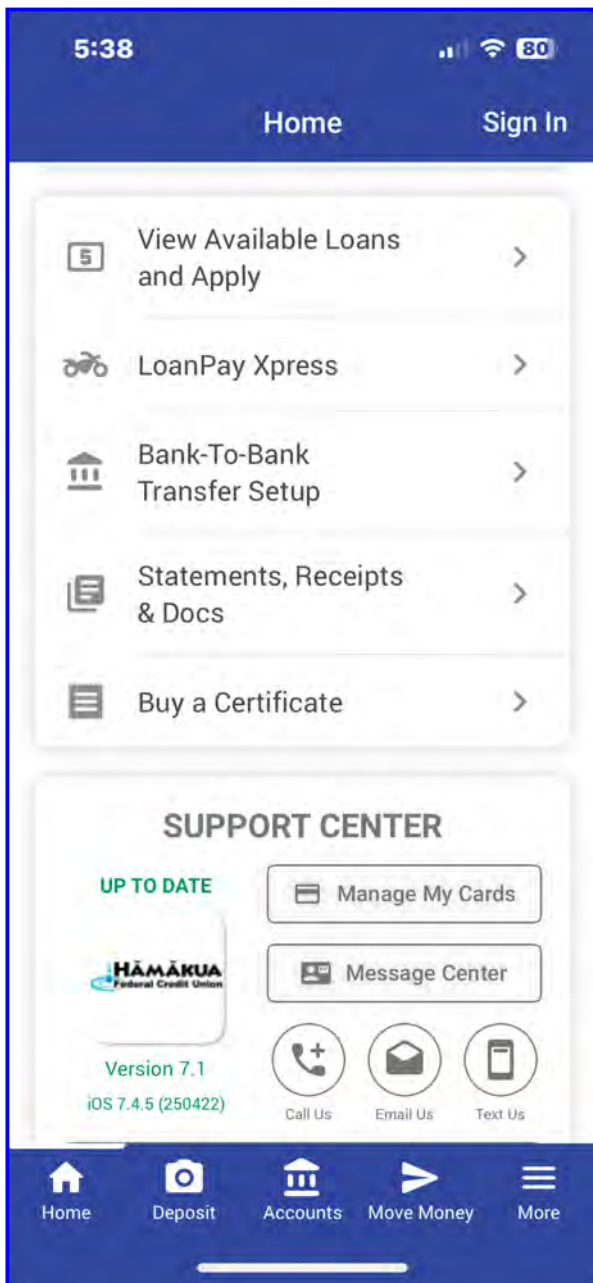 5:38
80
Home
Sign In
5
View Available Loans
and Apply
LoanPay Xpress
Bank-To-Bank
Transfer Setup
Statements, Receipts
& Docs
Buy a Certificate
SUPPORT CENTER
UP TO DATE
Manage My Cards
HĀMĀKUA
Federal Credit Union
Message Center
Version 7.1
iOS 7.4.5 (250422)
Call Us
Email Us
Text Us
Home
Deposit
Accounts
Move Money
More